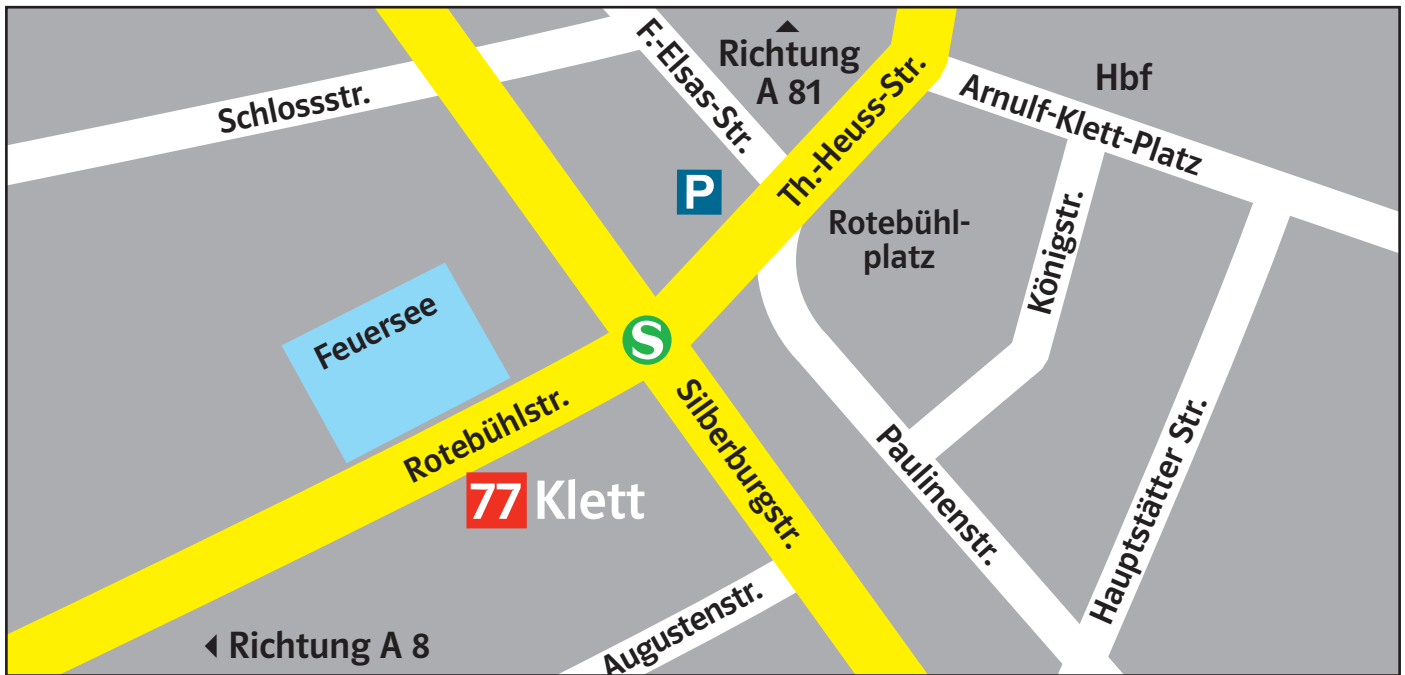 F.-Elsas-Str.
Richtung
A 81
Th.-Heuss-Str.
Hbf
Arnulf-Klett-Platz
Schlossstr.
P
Rotebühl-
platz
Königstr.
Feuersee
S
Rotebühlstr.
Silberburgstr.
77 Klett
Paulinenstr.
Hauptstätter Str.
Augustenstr.
Richtung A 8